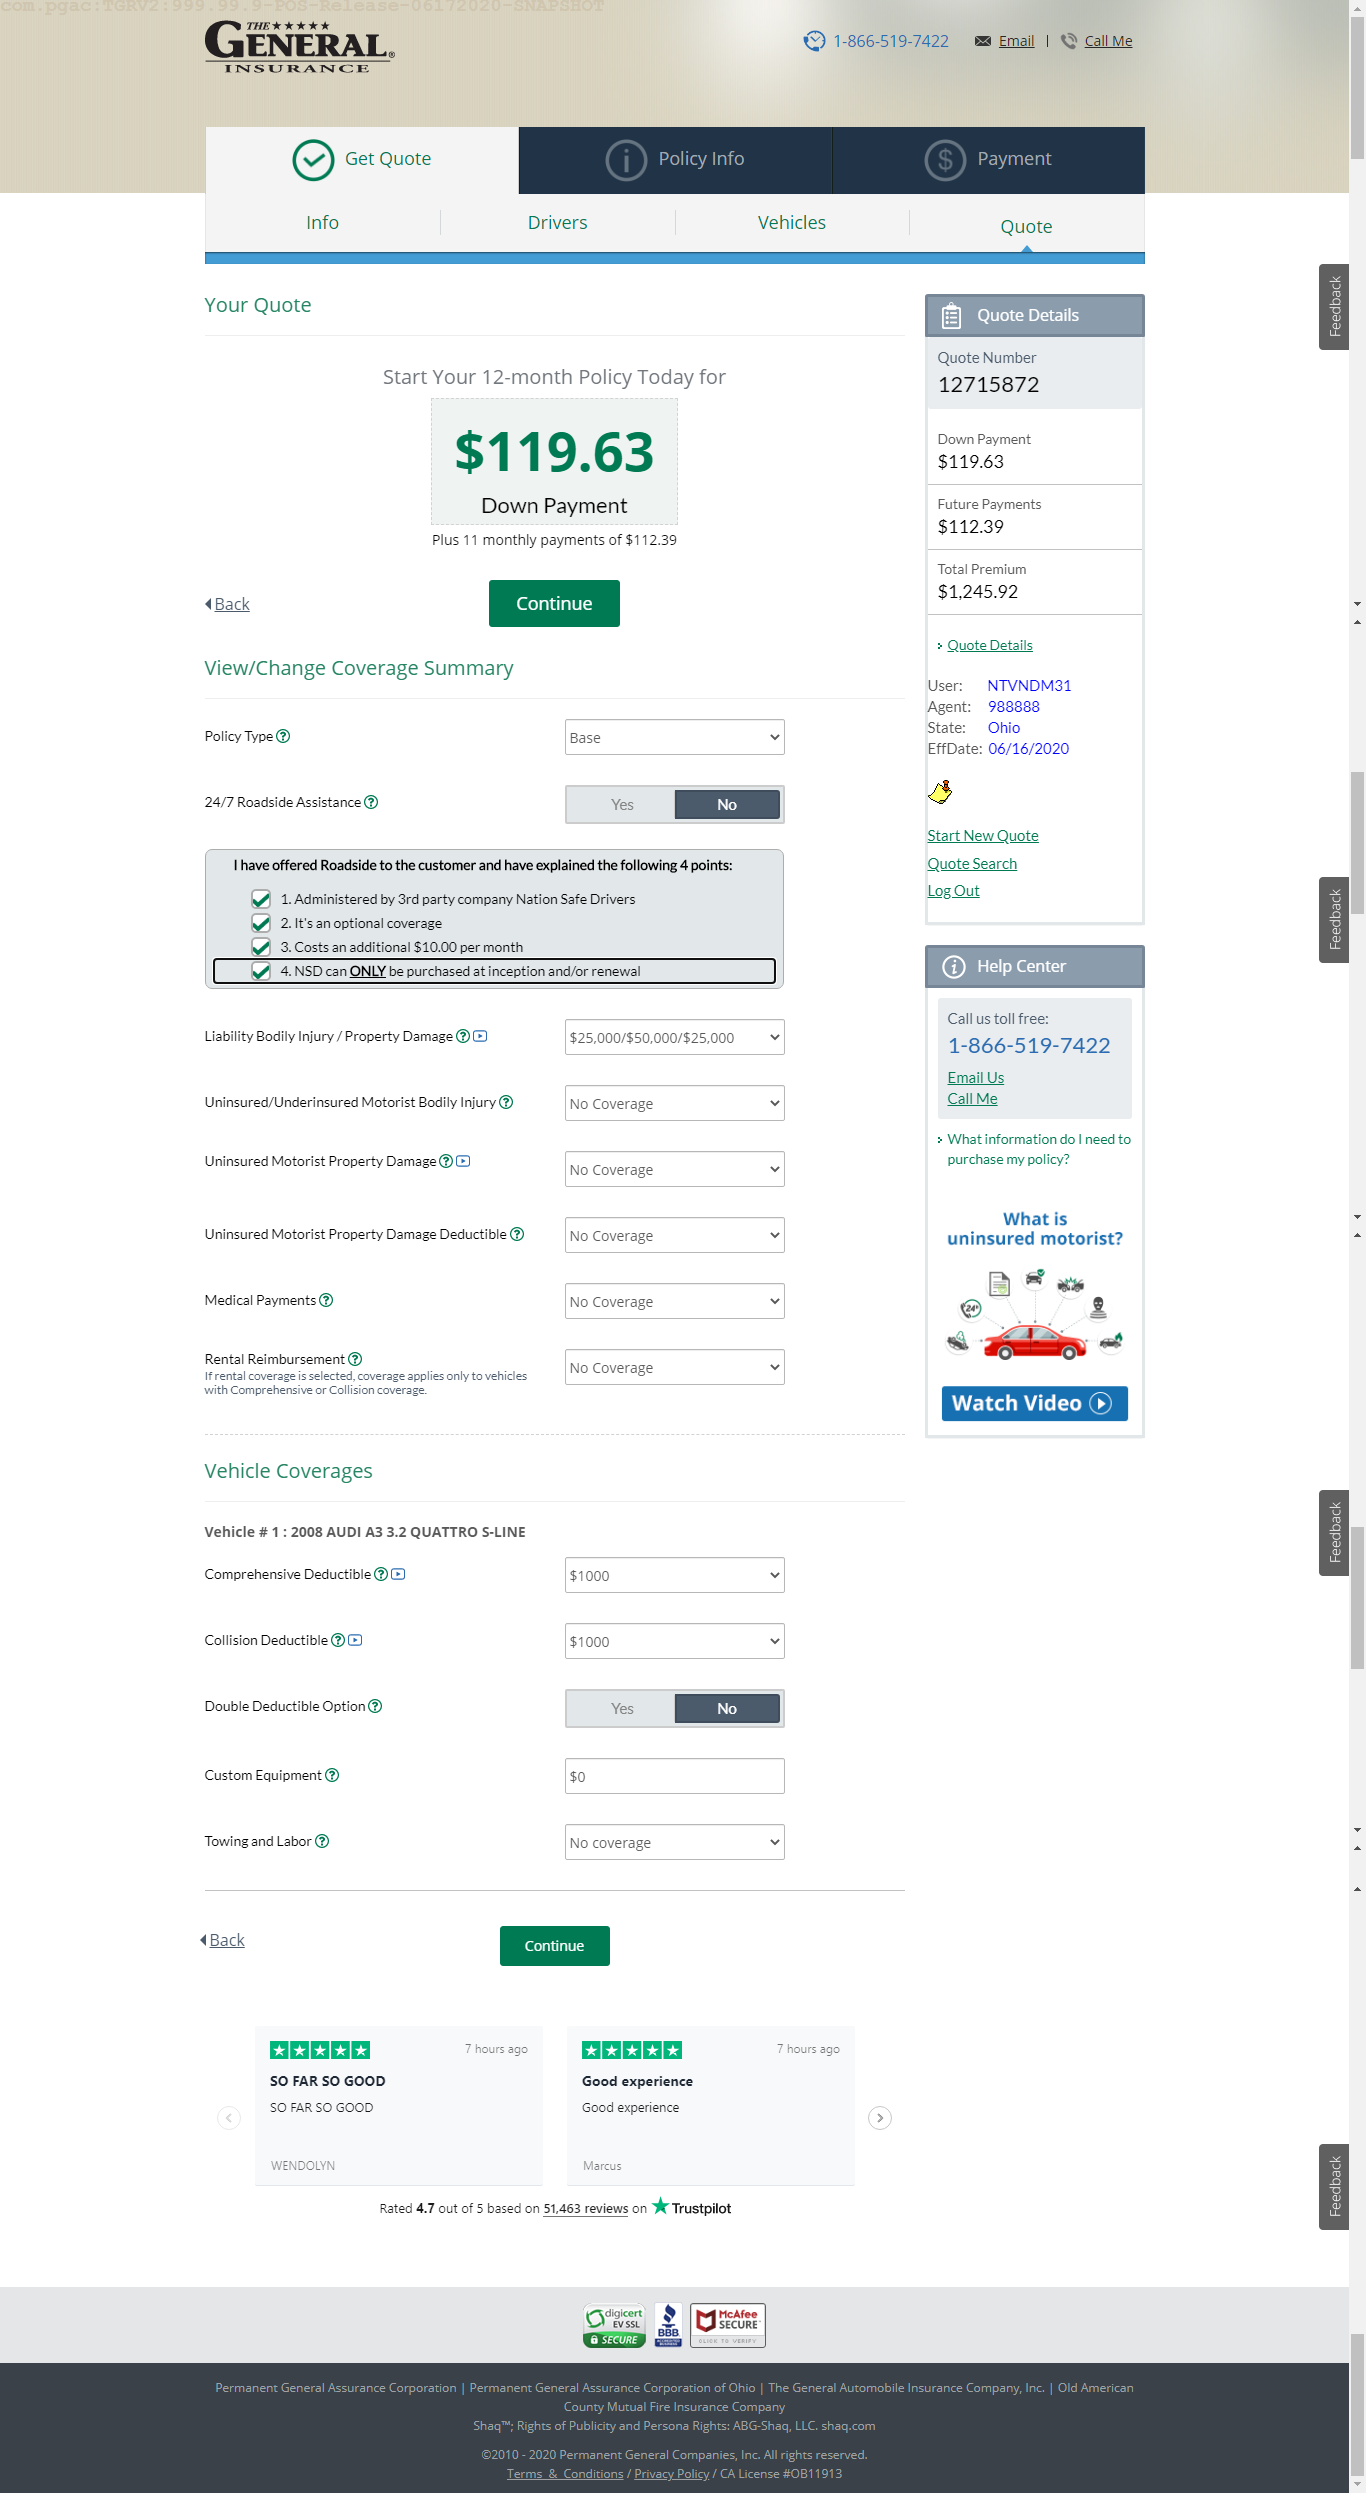 com.pgac:TGRV2:999.99.9-POS-Release-06172020-SNAPSHOT
THE
GENERAL®
INSURANCE
1-866-519-7422
Email | Call Me
Get Quote
Policy Info
Payment
Info
Drivers
Vehicles
Quote
Your Quote
Start Your 12-month Policy Today for
$119.63
Down Payment
Plus 11 monthly payments of $112.39
Back
Continue
View/Change Coverage Summary
Policy Type
Base
24/7 Roadside Assistance
Yes
No
I have offered Roadside to the customer and have explained the following 4 points:
1. Administered by 3rd party company Nation Safe Drivers
2. It's an optional coverage
3. Costs an additional $10.00 per month
4. NSD can ONLY be purchased at inception and/or renewal
Liability Bodily Injury / Property Damage
$25,000/$50,000/$25,000
Uninsured/Underinsured Motorist Bodily Injury
No Coverage
Uninsured Motorist Property Damage
No Coverage
Uninsured Motorist Property Damage Deductible
No Coverage
Medical Payments
No Coverage
Rental Reimbursement
If rental coverage is selected, coverage applies only to vehicles
with Comprehensive or Collision coverage.
No Coverage
Vehicle Coverages
Vehicle # 1 : 2008 AUDI A3 3.2 QUATTRO S-LINE
Comprehensive Deductible
$1000
Collision Deductible
$1000
Double Deductible Option
Yes
No
Custom Equipment
$0
Towing and Labor
No coverage
Back
Continue
Quote Details
Quote Number
12715872
Down Payment
$119.63
Future Payments
$112.39
Total Premium
$1,245.92
Quote Details
User: NTVNDM31
Agent: 988888
State: Ohio
EffDate: 06/16/2020
Start New Quote
Quote Search
Log Out
Help Center
Call us toll free:
1-866-519-7422
Email Us
Call Me
What information do I need to
purchase my policy?
What is
uninsured motorist?
24h
Watch Video
Feedback
Feedback
Feedback
Feedback
7 hours ago
SO FAR SO GOOD
SO FAR SO GOOD
WENDOLYN
7 hours ago
Good experience
Good experience
Marcus
Rated 4.7 out of 5 based on 51,463 reviews on Trustpilot
digicert
EV SSL
SECURE
BBB
ACCREDITED
BUSINESS
McAfee
SECURE
CLICK TO VERIFY
Permanent General Assurance Corporation | Permanent General Assurance Corporation of Ohio | The General Automobile Insurance Company, Inc. | Old American
County Mutual Fire Insurance Company
Shaq™; Rights of Publicity and Persona Rights: ABG-Shaq, LLC. shaq.com
©2010 - 2020 Permanent General Companies, Inc. All rights reserved.
Terms & Conditions / Privacy Policy / CA License #OB11913